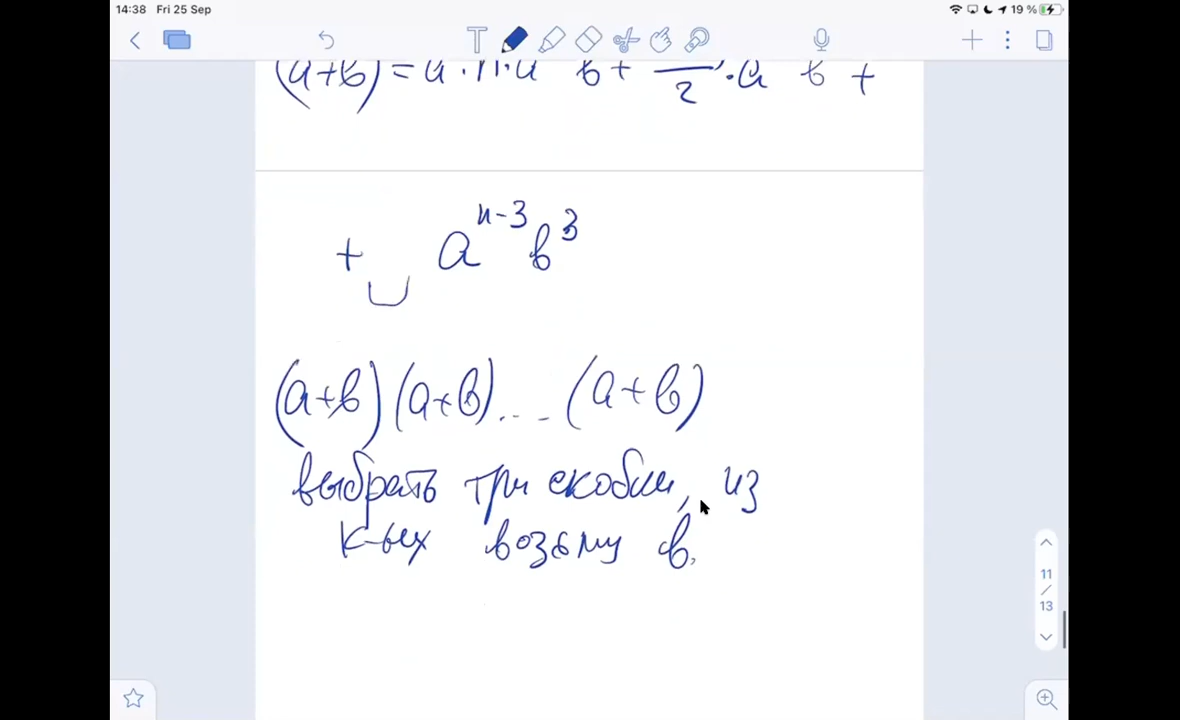 14:38 Fri 25 Sep 19 %
T
+ a^{n-3} b^3
(a+b)(a+b)... (a+b)
выбрать три скобки, из
к-ых возьму b.
11
/
13